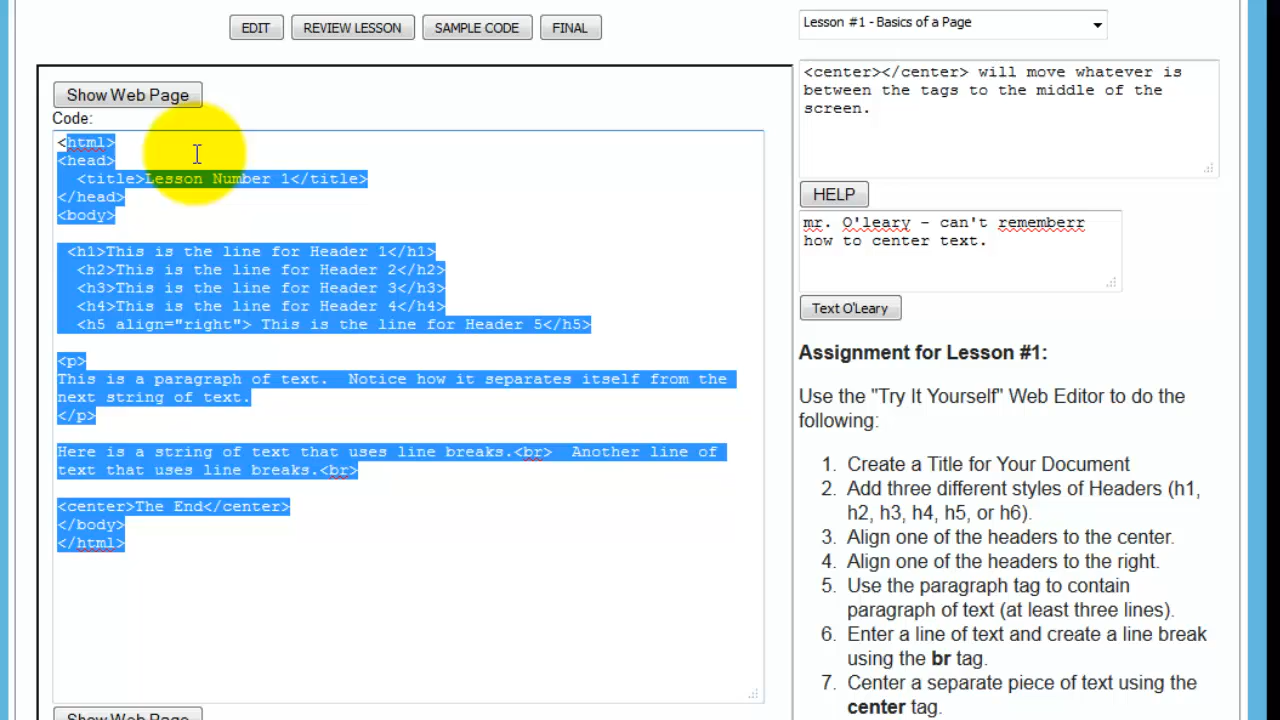 EDIT REVIEW LESSON SAMPLE CODE FINAL
Lesson #1 - Basics of a Page
Show Web Page
Code:
<html>
<head>
<title>Lesson Number 1</title>
</head>
<body>
<h1>This is the line for Header 1</h1>
<h2>This is the line for Header 2</h2>
<h3>This is the line for Header 3</h3>
<h4>This is the line for Header 4</h4>
<h5 align="right"> This is the line for Header 5</h5>
<p>
This is a paragraph of text.  Notice how it separates itself from the
next string of text.
</p>
Here is a string of text that uses line breaks.<br>  Another line of
text that uses line breaks.<br>
<center>The End</center>
</body>
</html>
Show Web Page
<center></center> will move whatever is
between the tags to the middle of the
screen.
HELP
mr. O'leary - can't rememberr
how to center text.
Text O'Leary
Assignment for Lesson #1:
Use the "Try It Yourself" Web Editor to do the
following:
1. Create a Title for Your Document
2. Add three different styles of Headers (h1,
h2, h3, h4, h5, or h6).
3. Align one of the headers to the center.
4. Align one of the headers to the right.
5. Use the paragraph tag to contain
paragraph of text (at least three lines).
6. Enter a line of text and create a line break
using the br tag.
7. Center a separate piece of text using the
center tag.